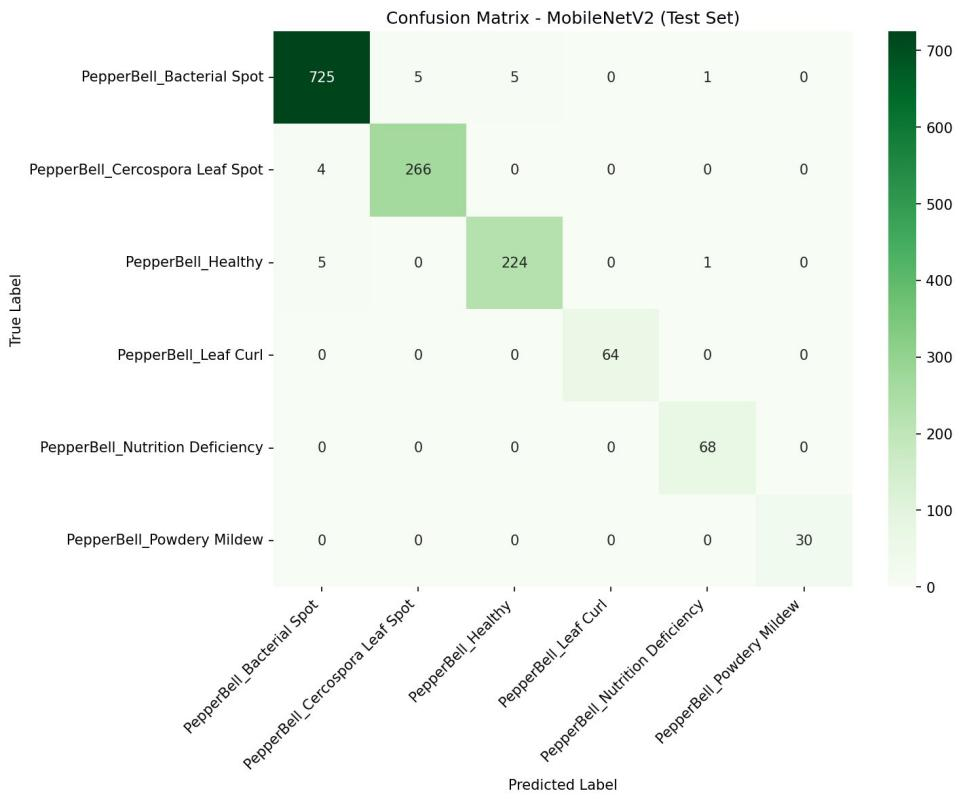 Confusion Matrix - MobileNetV2 (Test Set)
PepperBell_Bacterial Spot 725 5 5 0 1 0
PepperBell_Cercospora Leaf Spot 4 266 0 0 0 0
PepperBell_Healthy 5 0 224 0 1 0
PepperBell_Leaf Curl 0 0 0 64 0 0
PepperBell_Nutrition Deficiency 0 0 0 0 68 0
PepperBell_Powdery Mildew 0 0 0 0 0 30
True Label
PepperBell_Bacterial Spot
PepperBell_Cercospora Leaf Spot
PepperBell_Healthy
PepperBell_Leaf Curl
PepperBell_Nutrition Deficiency
PepperBell_Powdery Mildew
Predicted Label
700
600
500
400
300
200
100
0